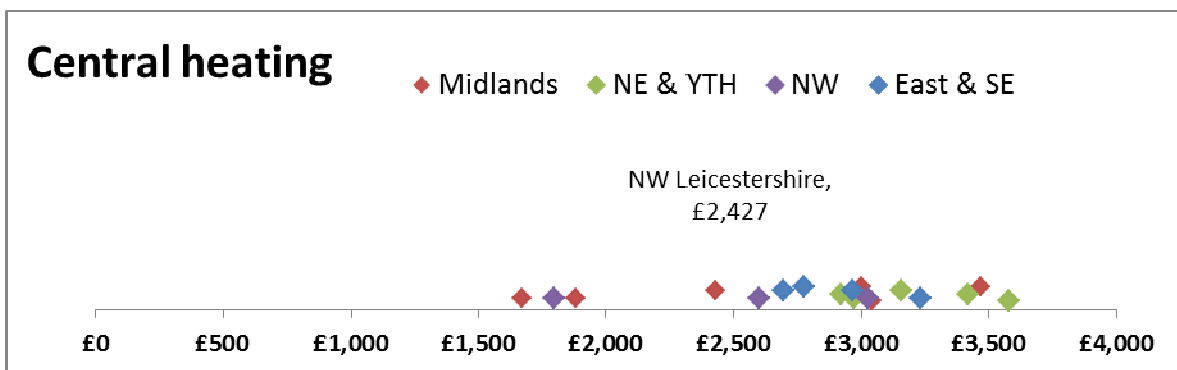 Central heating
Midlands NE & YTH NW East & SE
NW Leicestershire,
£2,427
£0 £500 £1,000 £1,500 £2,000 £2,500 £3,000 £3,500 £4,000